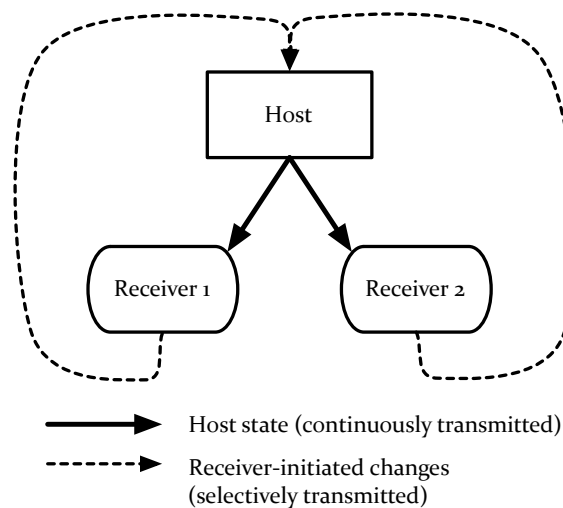 Host
Receiver 1
Receiver 2
Host state (continuously transmitted)
Receiver-initiated changes
(selectively transmitted)